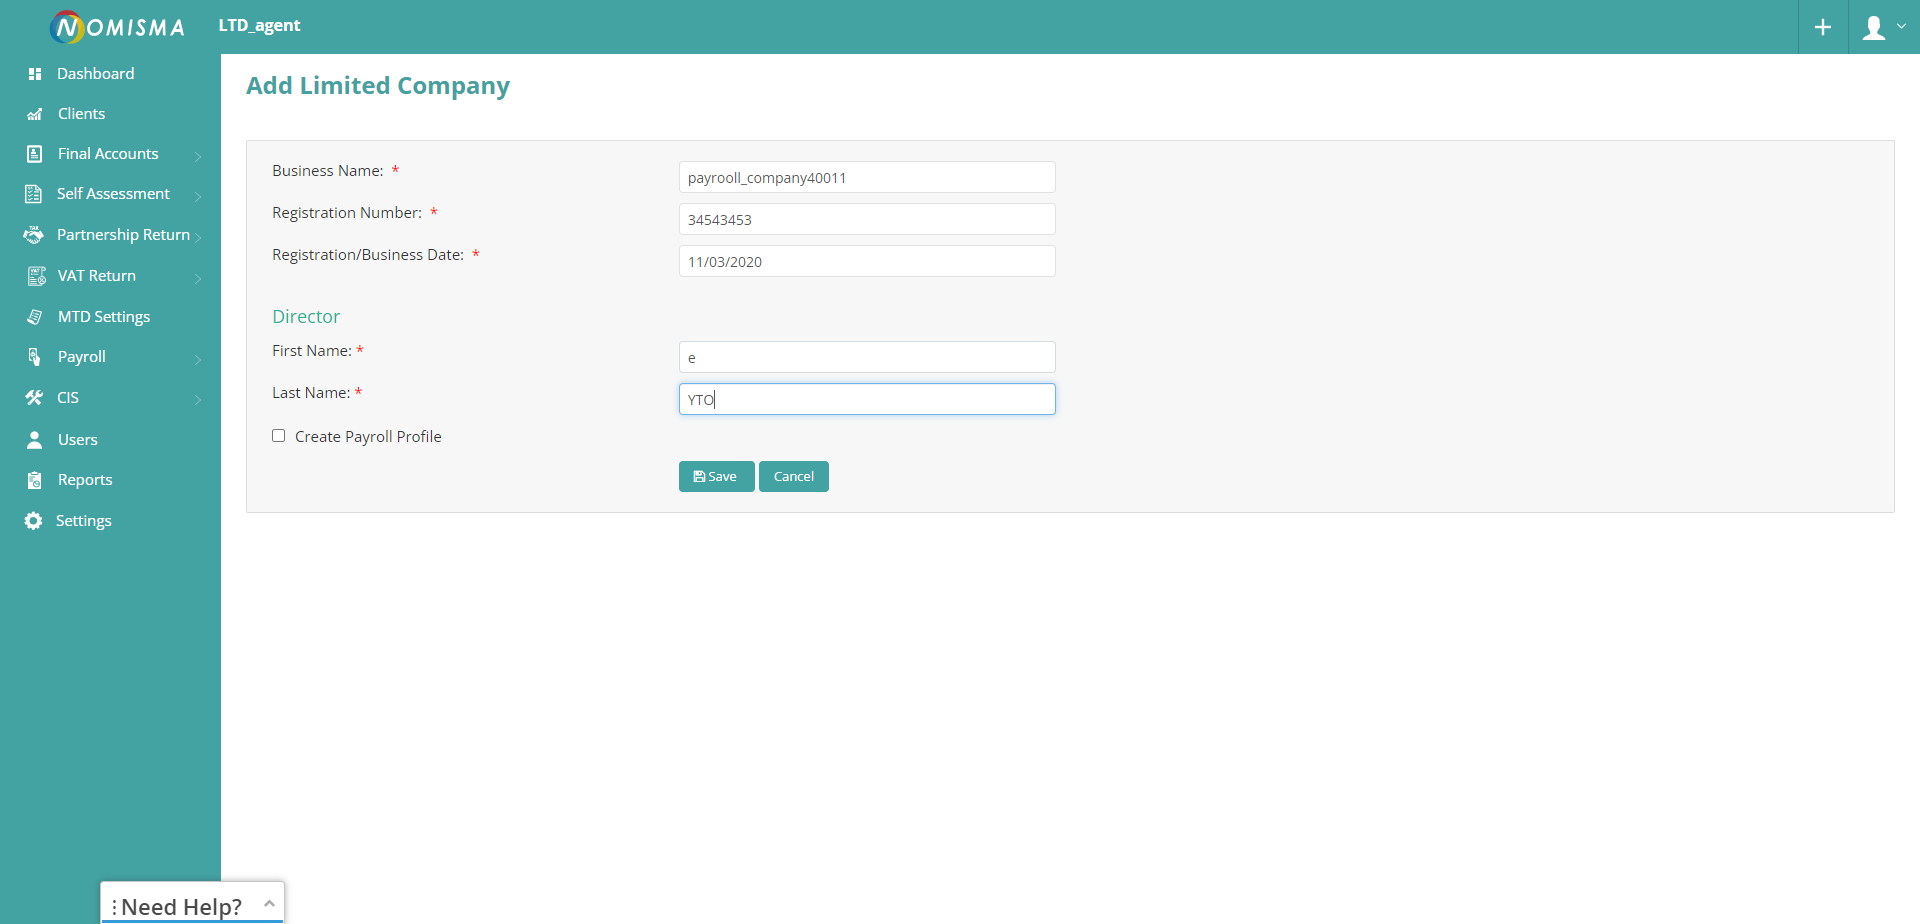 NOMISMA
LTD_agent
Dashboard
Clients
Final Accounts
Self Assessment
Partnership Return
VAT Return
MTD Settings
Payroll
CIS
Users
Reports
Settings
Add Limited Company
Business Name: *
payrooll_company40011
Registration Number: *
34543453
Registration/Business Date: *
11/03/2020
Director
First Name: *
e
Last Name: *
YTO
Create Payroll Profile
Save
Cancel
Need Help?